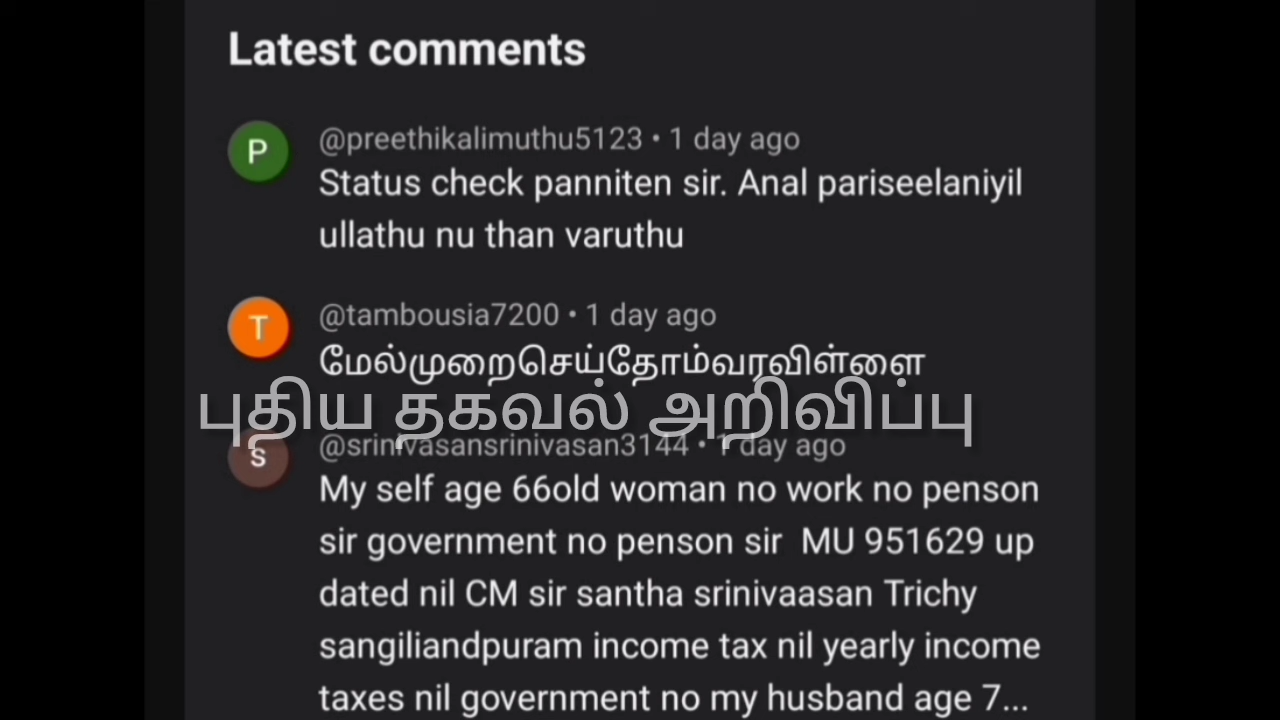 Latest comments
P
@preethikalimuthu5123 • 1 day ago
Status check panniten sir. Anal pariseelaniyil
ullathu nu than varuthu
T
@tambousia7200 • 1 day ago
மேல்முறைசெய்தோம்வரவிள்ளை
புதிய தகவல் அறிவிப்பு
S
@srinivasansrinivasan3144 • 1 day ago
My self age 66old woman no work no penson
sir government no penson sir MU 951629 up
dated nil CM sir santha srinivaasan Trichy
sangiliandpuram income tax nil yearly income
taxes nil government no my husband age 7...